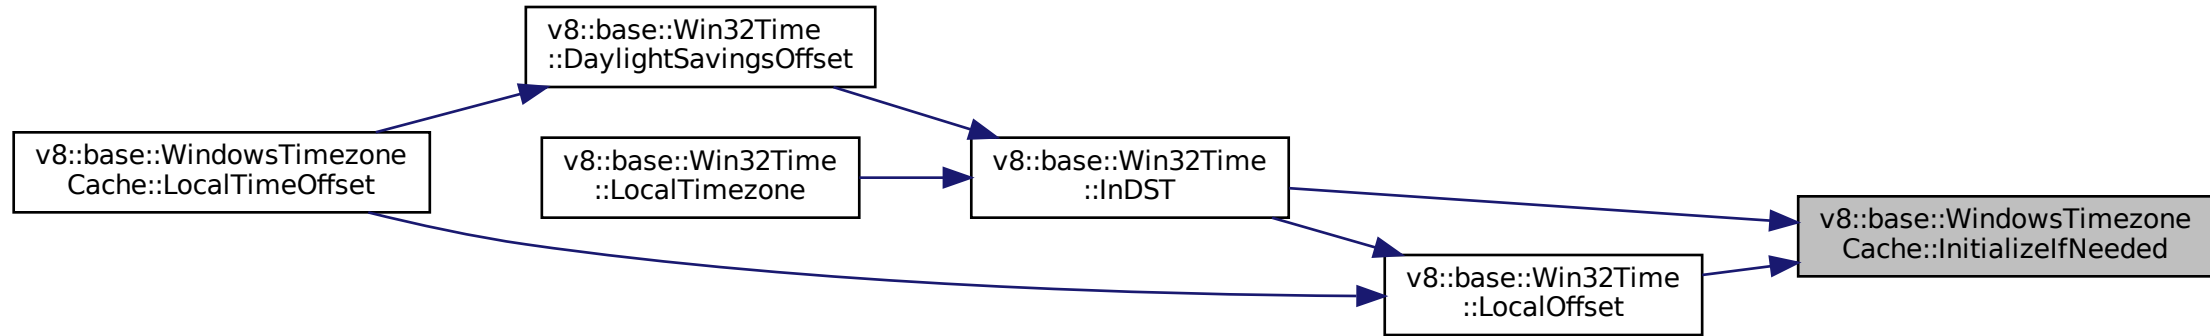 v8::base::Win32Time
::DaylightSavingsOffset
v8::base::WindowsTimezone
Cache::LocalTimeOffset
v8::base::Win32Time
::LocalTimezone
v8::base::Win32Time
::InDST
v8::base::WindowsTimezone
Cache::InitializeIfNeeded
v8::base::Win32Time
::LocalOffset